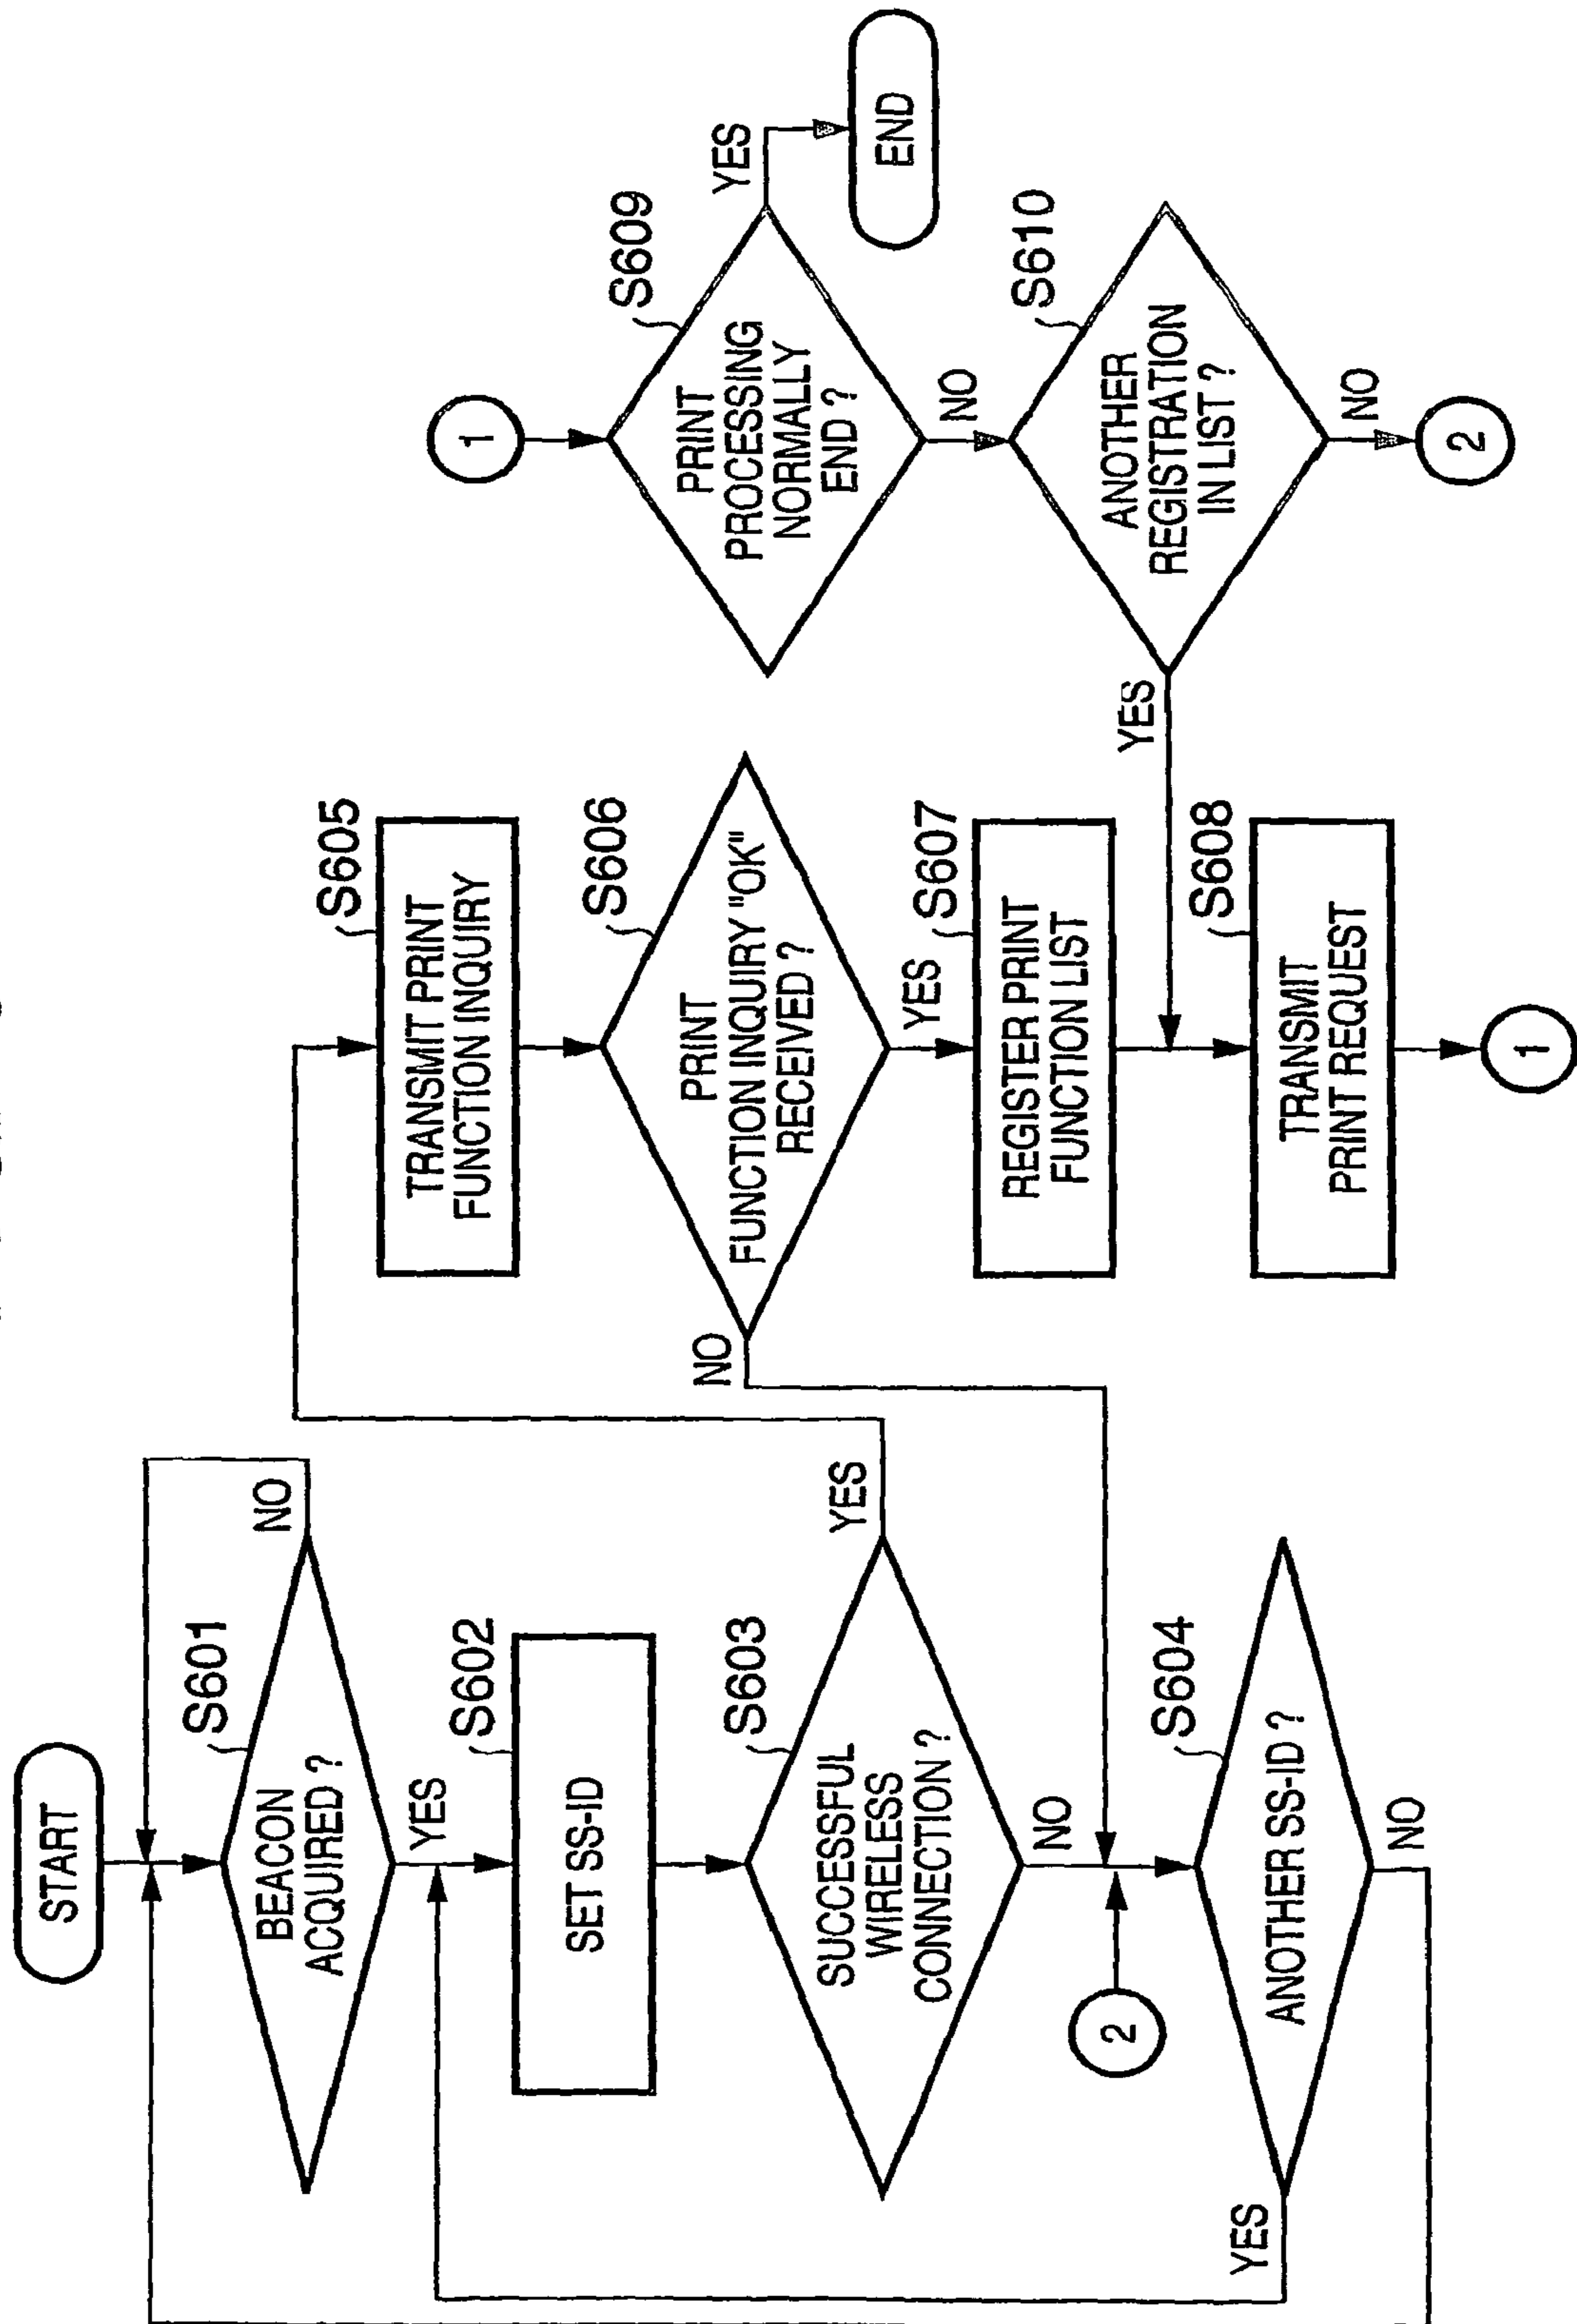 START
S601
BEACON
ACQUIRED ?
NO
YES
S602
SET SS-ID
S603
SUCCESSFUL
WIRELESS
CONNECTION ?
YES
NO
2
S604
ANOTHER SS-ID ?
YES
NO
S605
TRANSMIT PRINT
FUNCTION INQUIRY
S606
PRINT
FUNCTION INQUIRY "OK"
RECEIVED ?
NO
YES
S607
REGISTER PRINT
FUNCTION LIST
S608
TRANSMIT
PRINT REQUEST
1
1
S609
PRINT
PROCESSING
NORMALLY
END ?
YES
END
NO
S610
ANOTHER
REGISTRATION
IN LIST ?
YES
NO
2